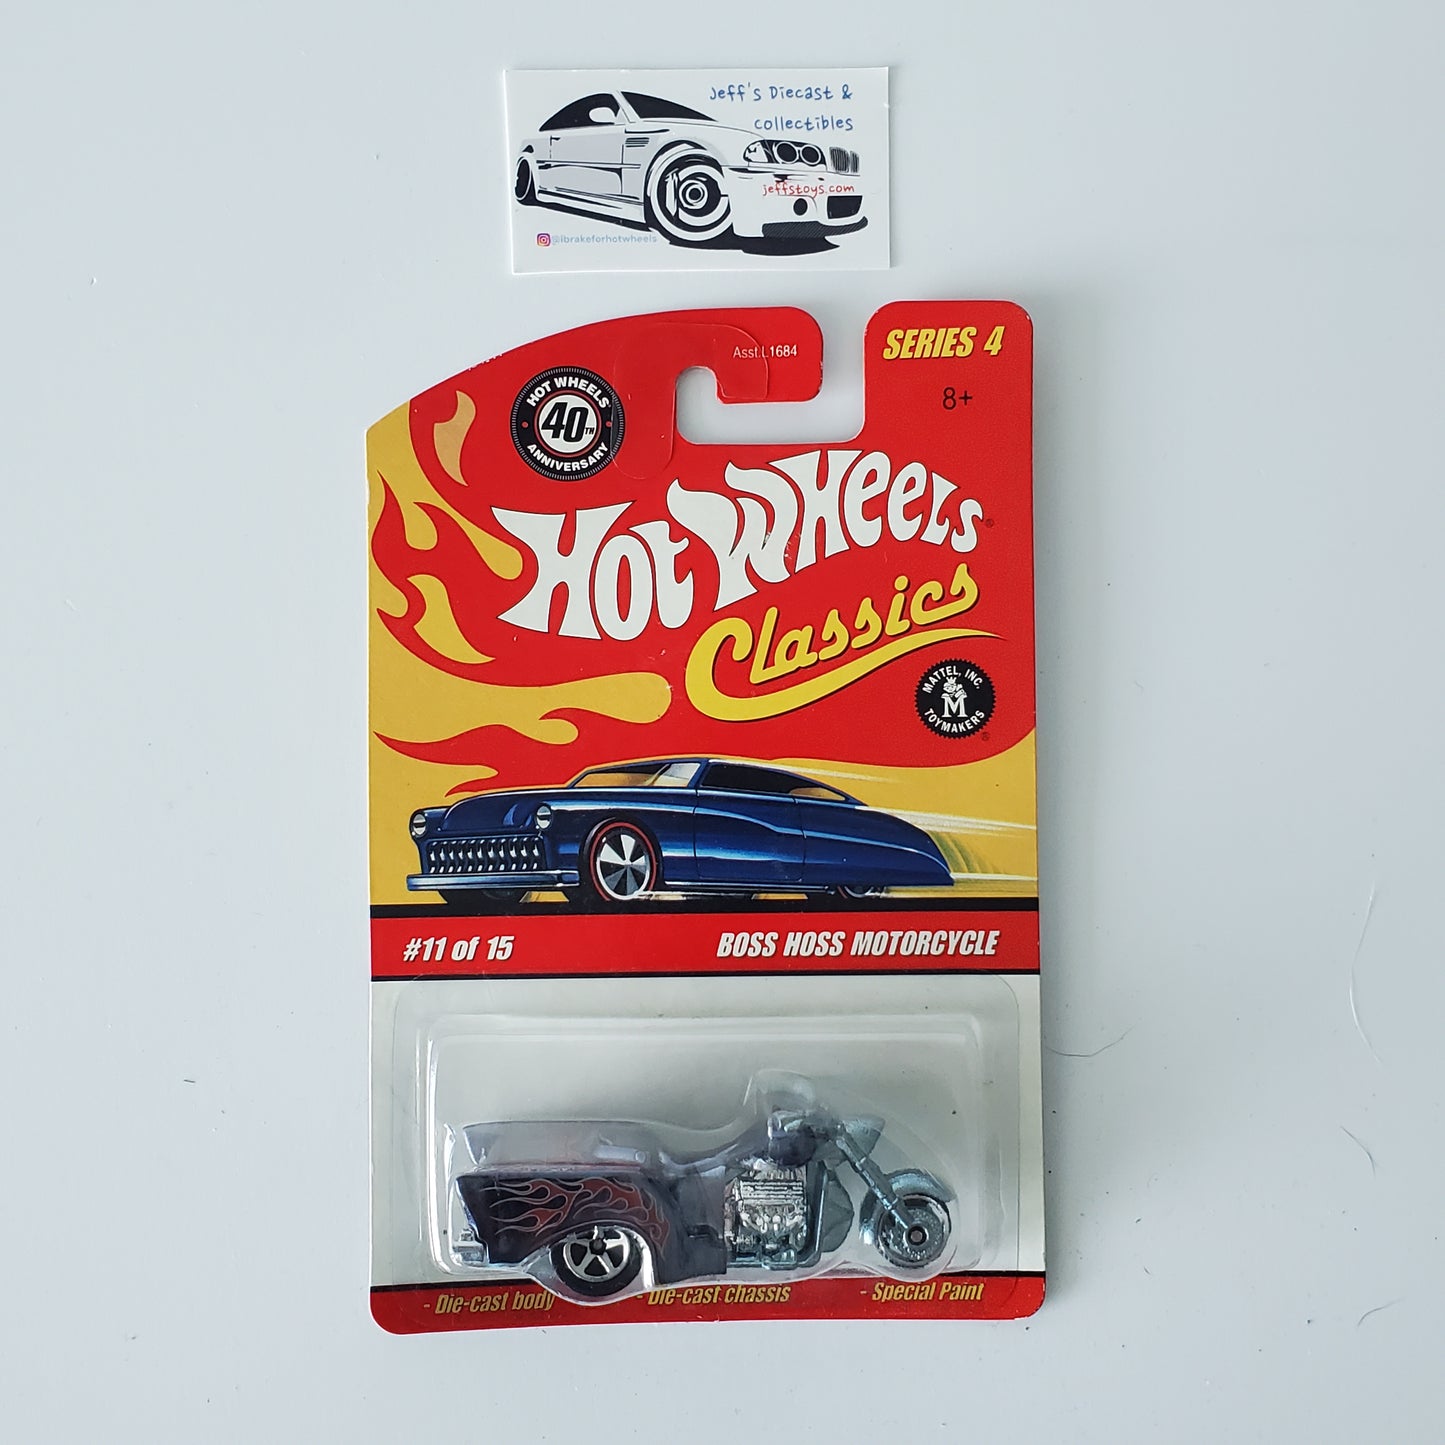 Jeff's Diecast &
collectibles
jeffstoys.com
@ibrakeforhotwheels
Asst.L1684
SERIES 4
8+
HOT WHEELS
40TH
ANNIVERSARY
Hot Wheels®
Classics
MATTEL, INC.
M
TOYMAKERS
®
#11 of 15
BOSS HOSS MOTORCYCLE
- Die-cast body
- Die-cast chassis
- Special Paint